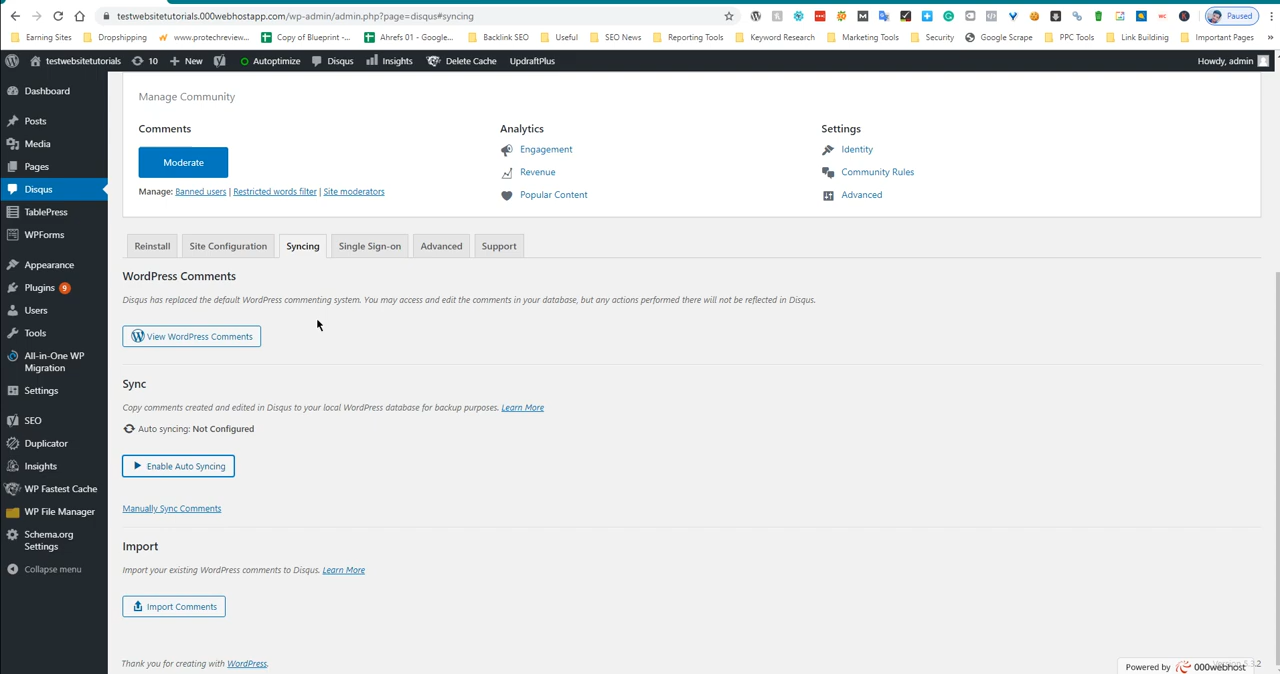 testwebsitetutorials.000webhostapp.com/wp-admin/admin.php?page=disqus#syncing
Paused
Earning Sites Dropshipping www.protechreview... Copy of Blueprint -... Ahrefs 01 - Google... Backlink SEO Useful SEO News Reporting Tools Keyword Research Marketing Tools Security Google Scrape PPC Tools Link Buildinig Important Pages »
testwebsitetutorials 10 New Autoptimize Disqus Insights Delete Cache UpdraftPlus Howdy, admin
Dashboard
Posts
Media
Pages
Disqus
TablePress
WPForms
Appearance
Plugins 9
Users
Tools
All-in-One WP
Migration
Settings
SEO
Duplicator
Insights
WP Fastest Cache
WP File Manager
Schema.org
Settings
Collapse menu
Manage Community
Comments Analytics Settings
Moderate
Engagement Identity
Revenue Community Rules
Manage: Banned users | Restricted words filter | Site moderators
Popular Content Advanced
Reinstall Site Configuration Syncing Single Sign-on Advanced Support
WordPress Comments
Disqus has replaced the default WordPress commenting system. You may access and edit the comments in your database, but any actions performed there will not be reflected in Disqus.
View WordPress Comments
Sync
Copy comments created and edited in Disqus to your local WordPress database for backup purposes. Learn More
Auto syncing: Not Configured
Enable Auto Syncing
Manually Sync Comments
Import
Import your existing WordPress comments to Disqus. Learn More
Import Comments
Thank you for creating with WordPress.
Powered by 000webhost